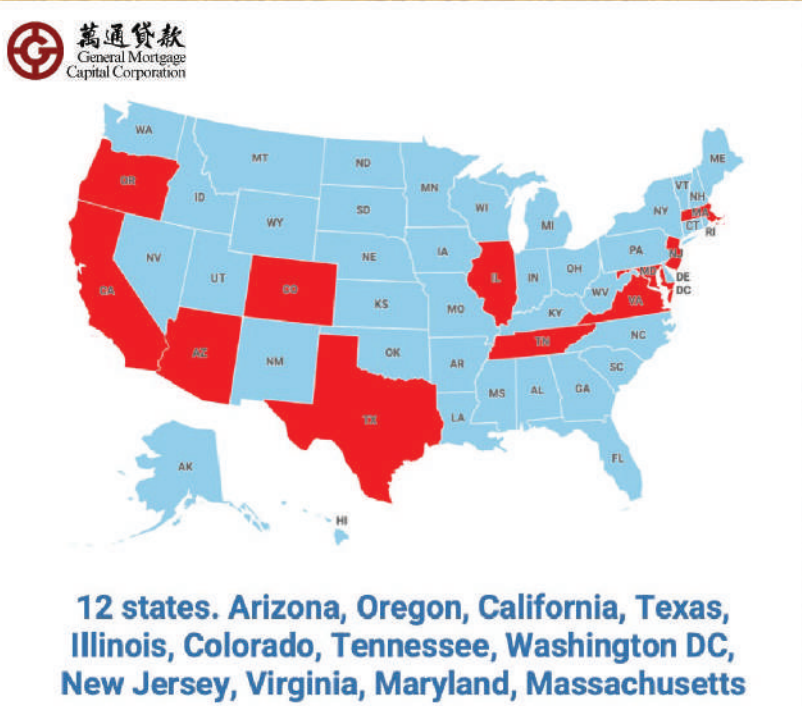 萬通貸款
General Mortgage
Capital Corporation
WA
MT
ND
MN
ME
OR
ID
SD
WI
MI
VT
NH
NY
MA
CT
RI
WY
NV
UT
NE
IA
PA
NJ
CA
CO
IL
IN
OH
MD
DE
DC
WV
VA
KS
MO
KY
NC
TN
AZ
NM
OK
AR
SC
MS
AL
GA
TX
LA
FL
AK
HI
12 states. Arizona, Oregon, California, Texas,
Illinois, Colorado, Tennessee, Washington DC,
New Jersey, Virginia, Maryland, Massachusetts